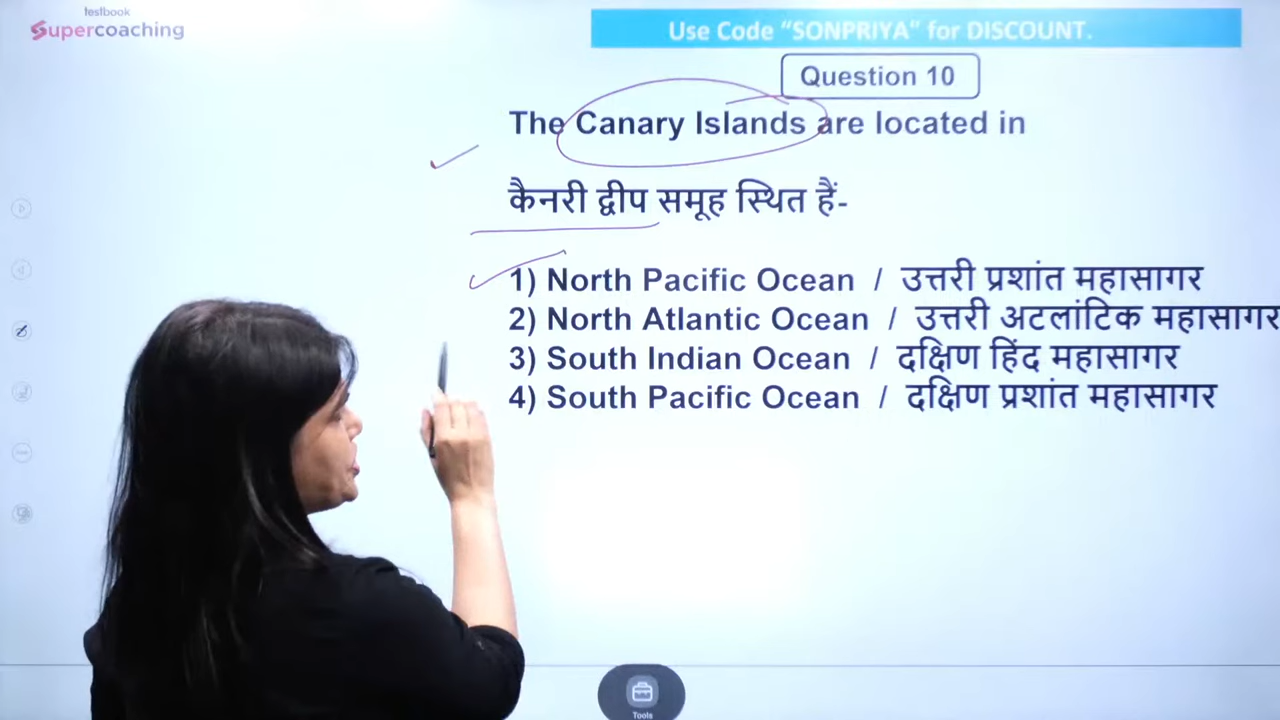 testbook
Supercoaching
Use Code “SONPRIYA” for DISCOUNT.
Question 10
The Canary Islands are located in
कैनरी द्वीप समूह स्थित हैं-
1) North Pacific Ocean / उत्तरी प्रशांत महासागर
2) North Atlantic Ocean / उत्तरी अटलांटिक महासागर
3) South Indian Ocean / दक्षिण हिंद महासागर
4) South Pacific Ocean / दक्षिण प्रशांत महासागर
Tools